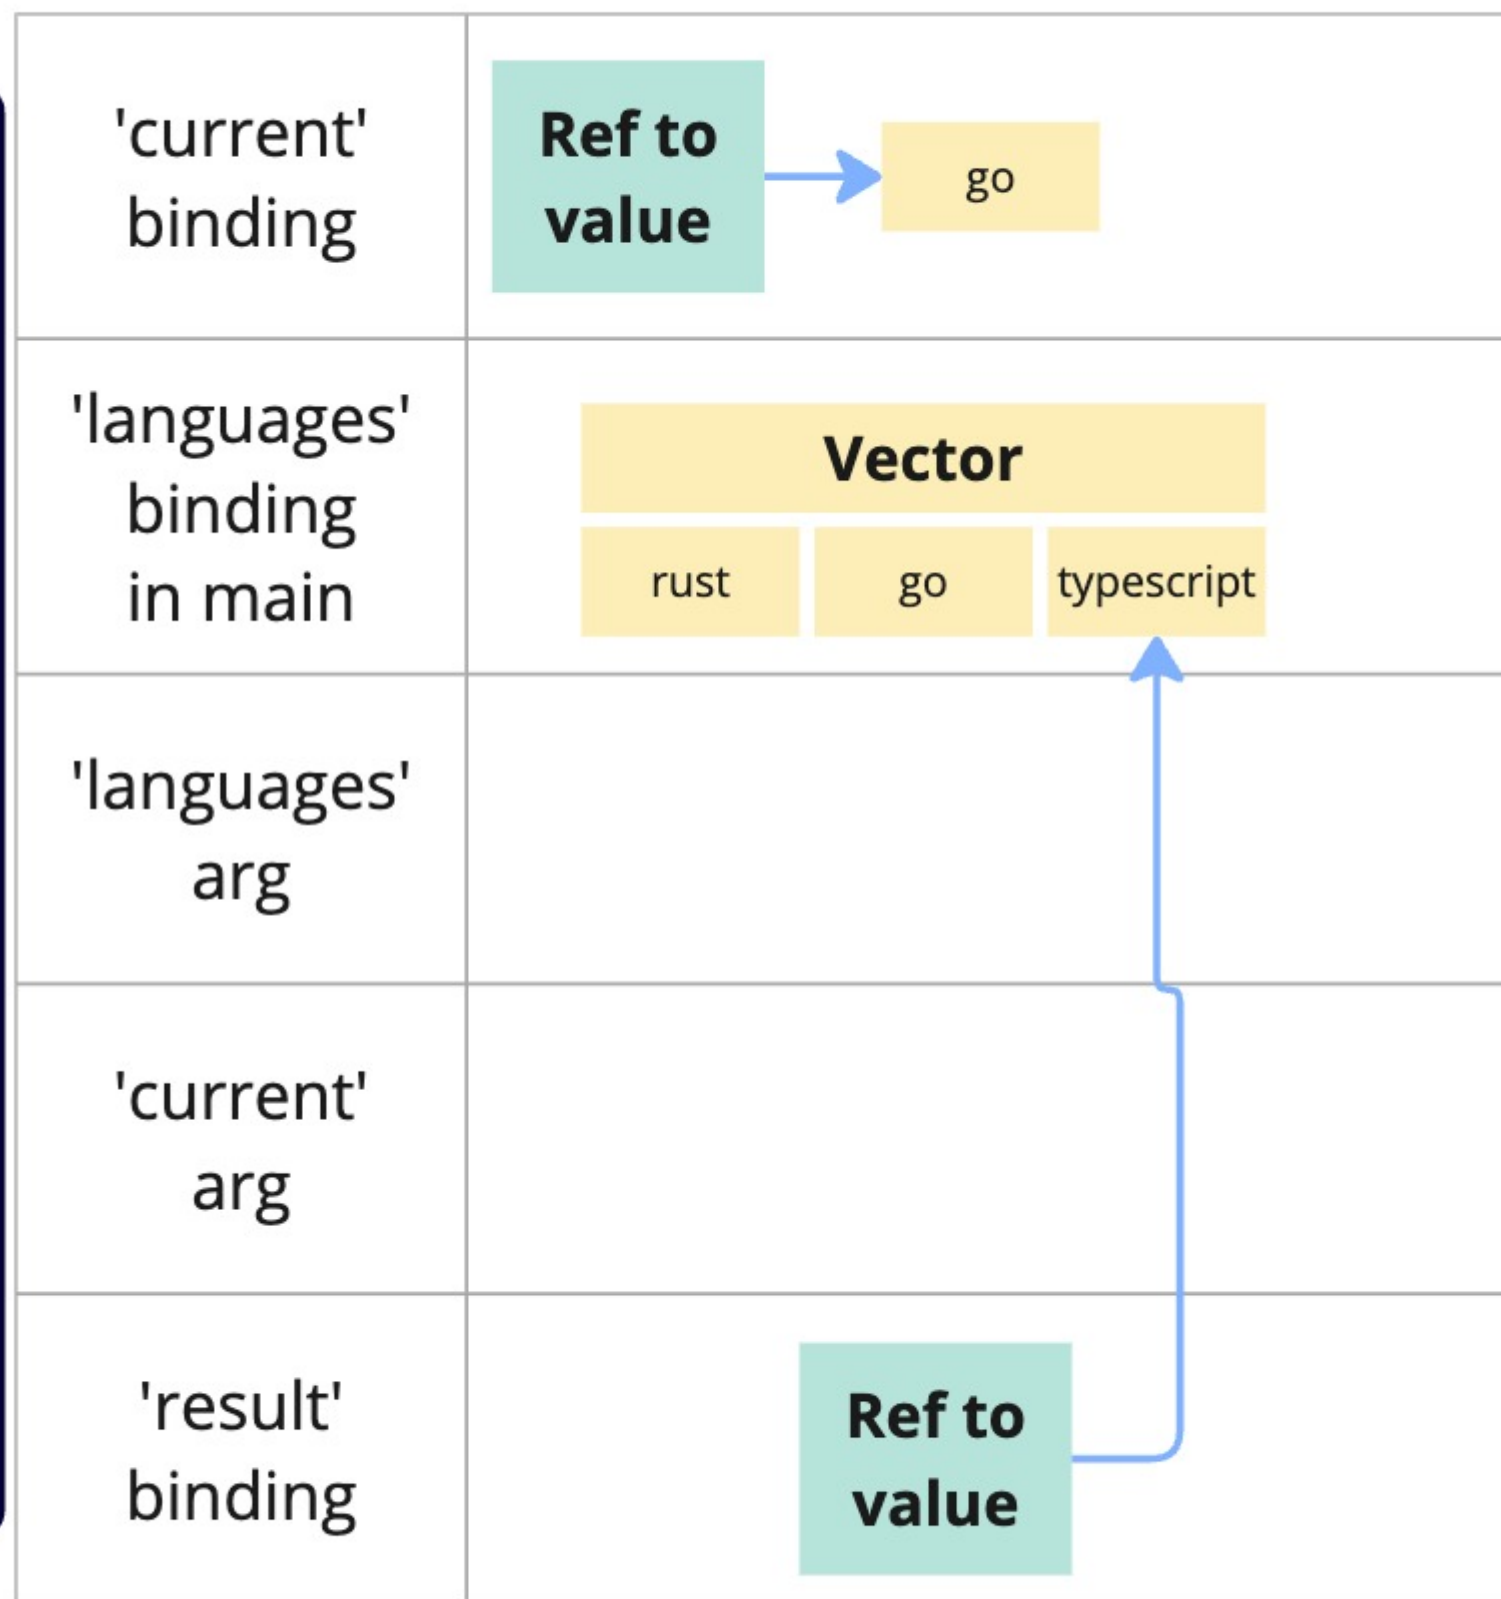 'current'
binding
Ref to
value
go
'languages'
binding
in main
Vector
rust
go
typescript
'languages'
arg
'current'
arg
'result'
binding
Ref to
value